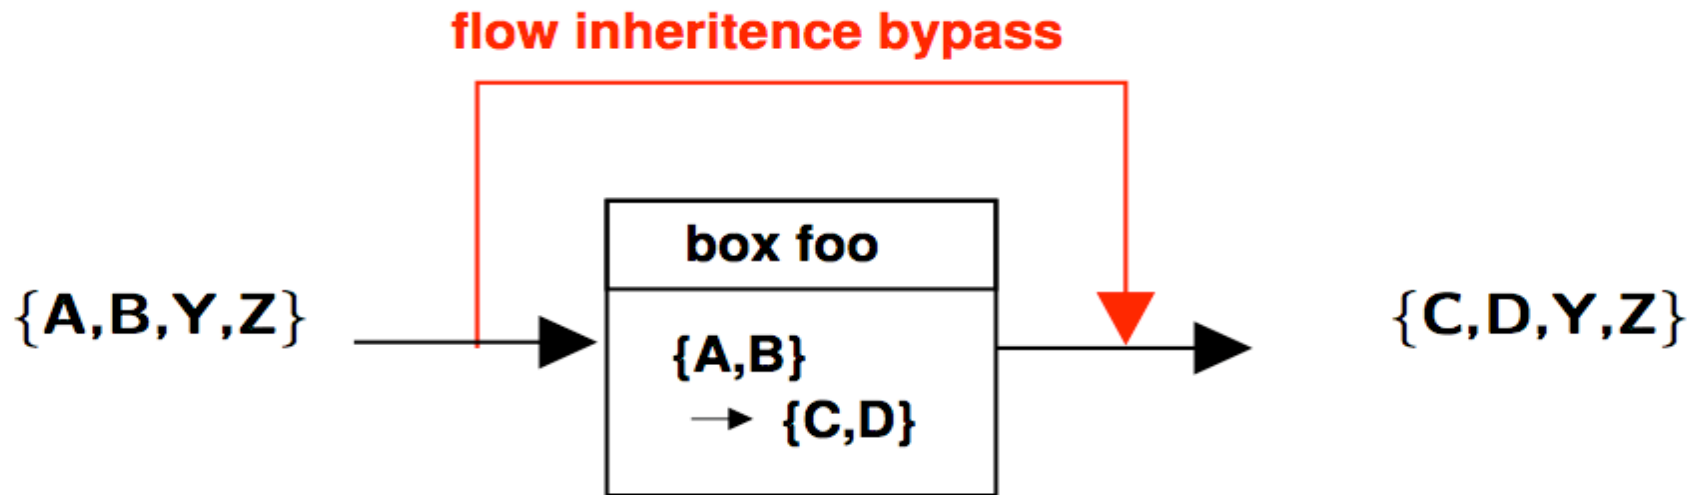 flow inheritence bypass
box foo
{A,B,Y,Z}
{A,B}
→ {C,D}
{C,D,Y,Z}